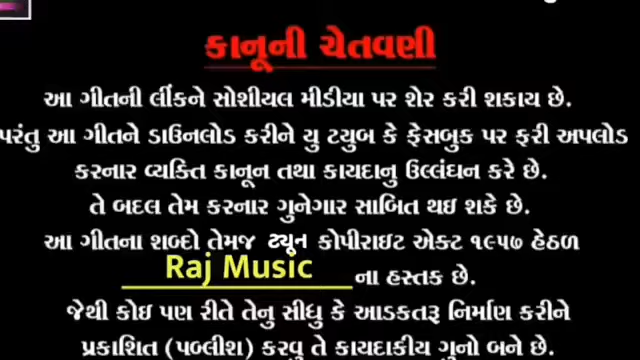 કાનૂની ચેતવણી
આ ગીતની લીંકને સોશીયલ મીડીયા પર શેર કરી શકાય છે.
પરંતુ આ ગીતને ડાઉનલોડ કરીને યુ ટયુબ કે ફેસબુક પર ફરી અપલોડ
કરનાર વ્યક્તિ કાનૂન તથા કાયદાનુ ઉલ્લંઘન કરે છે.
તે બદલ તેમ કરનાર ગુનેગાર સાબિત થઇ શકે છે.
આ ગીતના શબ્દો તેમજ ટ્યૂન કોપીરાઇટ એક્ટ ૧૯૫૭ હેઠળ
Raj Music ના હસ્તક છે.
જેથી કોઇ પણ રીતે તેનુ સીધુ કે આડકતરૂ નિર્માણ કરીને
પ્રકાશિત (પબ્લીશ) કરવુ તે કાયદાકીય ગુનો બને છે.